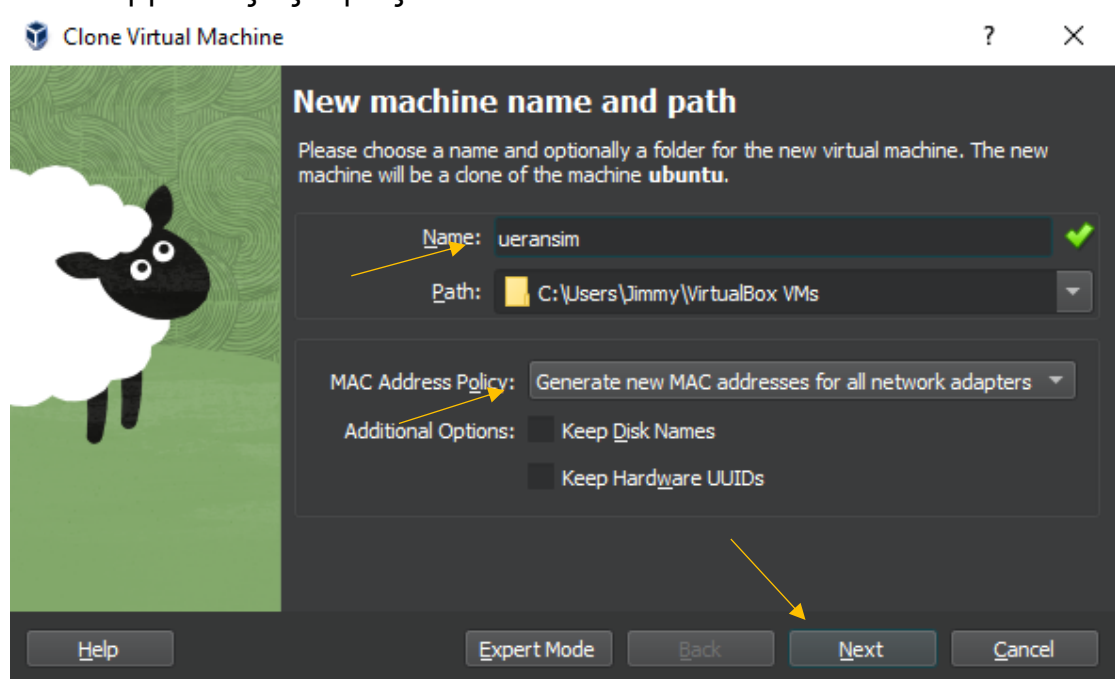 Clone Virtual Machine ?
New machine name and path
Please choose a name and optionally a folder for the new virtual machine. The new
machine will be a clone of the machine ubuntu.
Name: ueransim
Path: C:\Users\Jimmy\VirtualBox VMs
MAC Address Policy: Generate new MAC addresses for all network adapters
Additional Options: Keep Disk Names
Keep Hardware UUIDs
Help Expert Mode Back Next Cancel